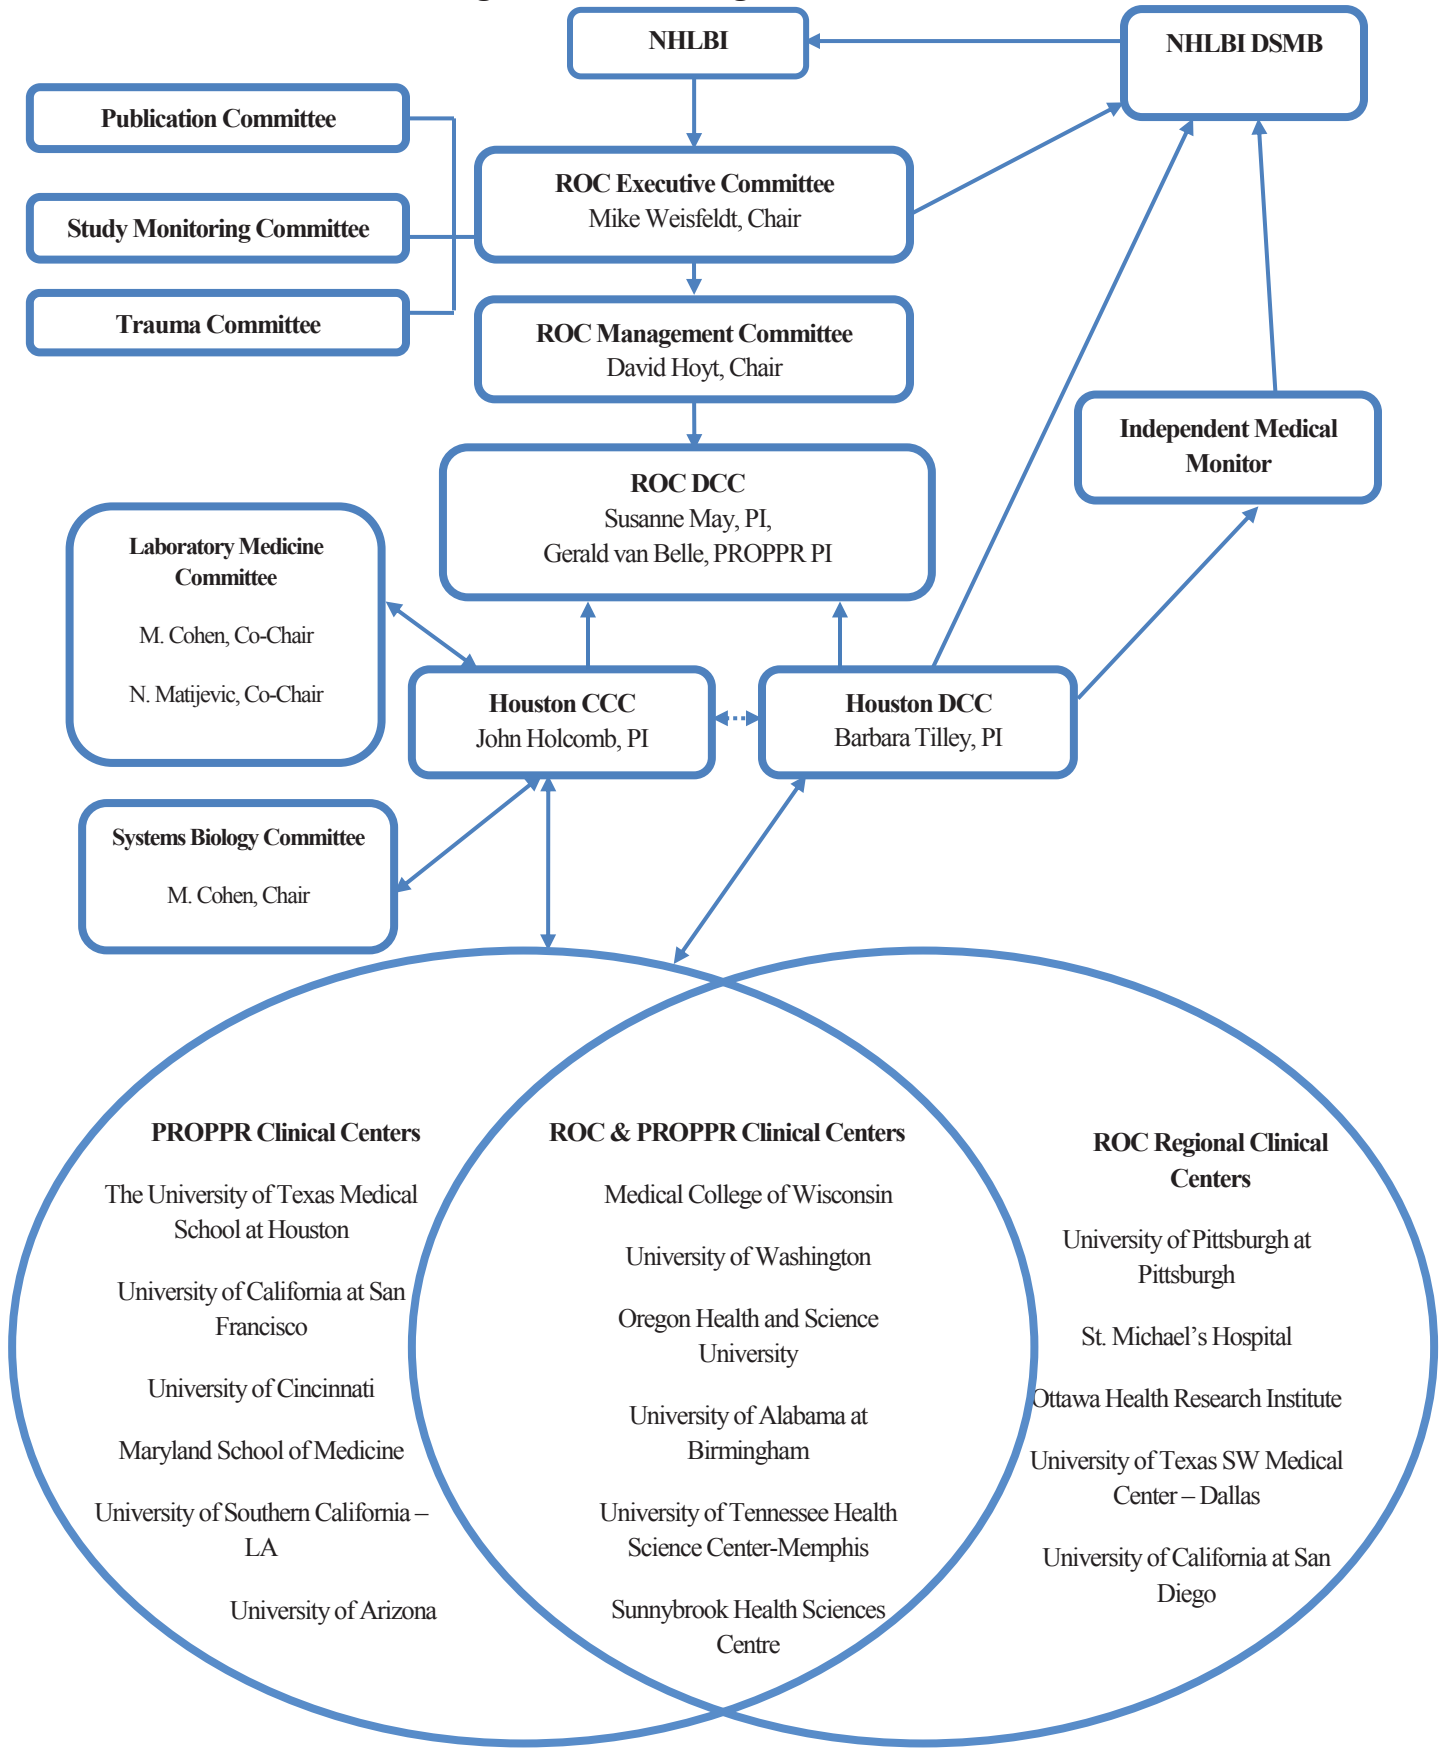 NHLBI
NHLBI DSMB
Publication Committee
ROC Executive Committee
Mike Weisfeldt, Chair
Study Monitoring Committee
Trauma Committee
ROC Management Committee
David Hoyt, Chair
Independent Medical
Monitor
ROC DCC
Susanne May, PI,
Gerald van Belle, PROPPR PI
Laboratory Medicine
Committee
M. Cohen, Co-Chair
N. Matijevic, Co-Chair
Houston CCC
John Holcomb, PI
Houston DCC
Barbara Tilley, PI
Systems Biology Committee
M. Cohen, Chair
PROPPR Clinical Centers
The University of Texas Medical
School at Houston
University of California at San
Francisco
University of Cincinnati
Maryland School of Medicine
University of Southern California –
LA
University of Arizona
ROC & PROPPR Clinical Centers
Medical College of Wisconsin
University of Washington
Oregon Health and Science
University
University of Alabama at
Birmingham
University of Tennessee Health
Science Center-Memphis
Sunnybrook Health Sciences
Centre
ROC Regional Clinical
Centers
University of Pittsburgh at
Pittsburgh
St. Michael’s Hospital
Ottawa Health Research Institute
University of Texas SW Medical
Center – Dallas
University of California at San
Diego